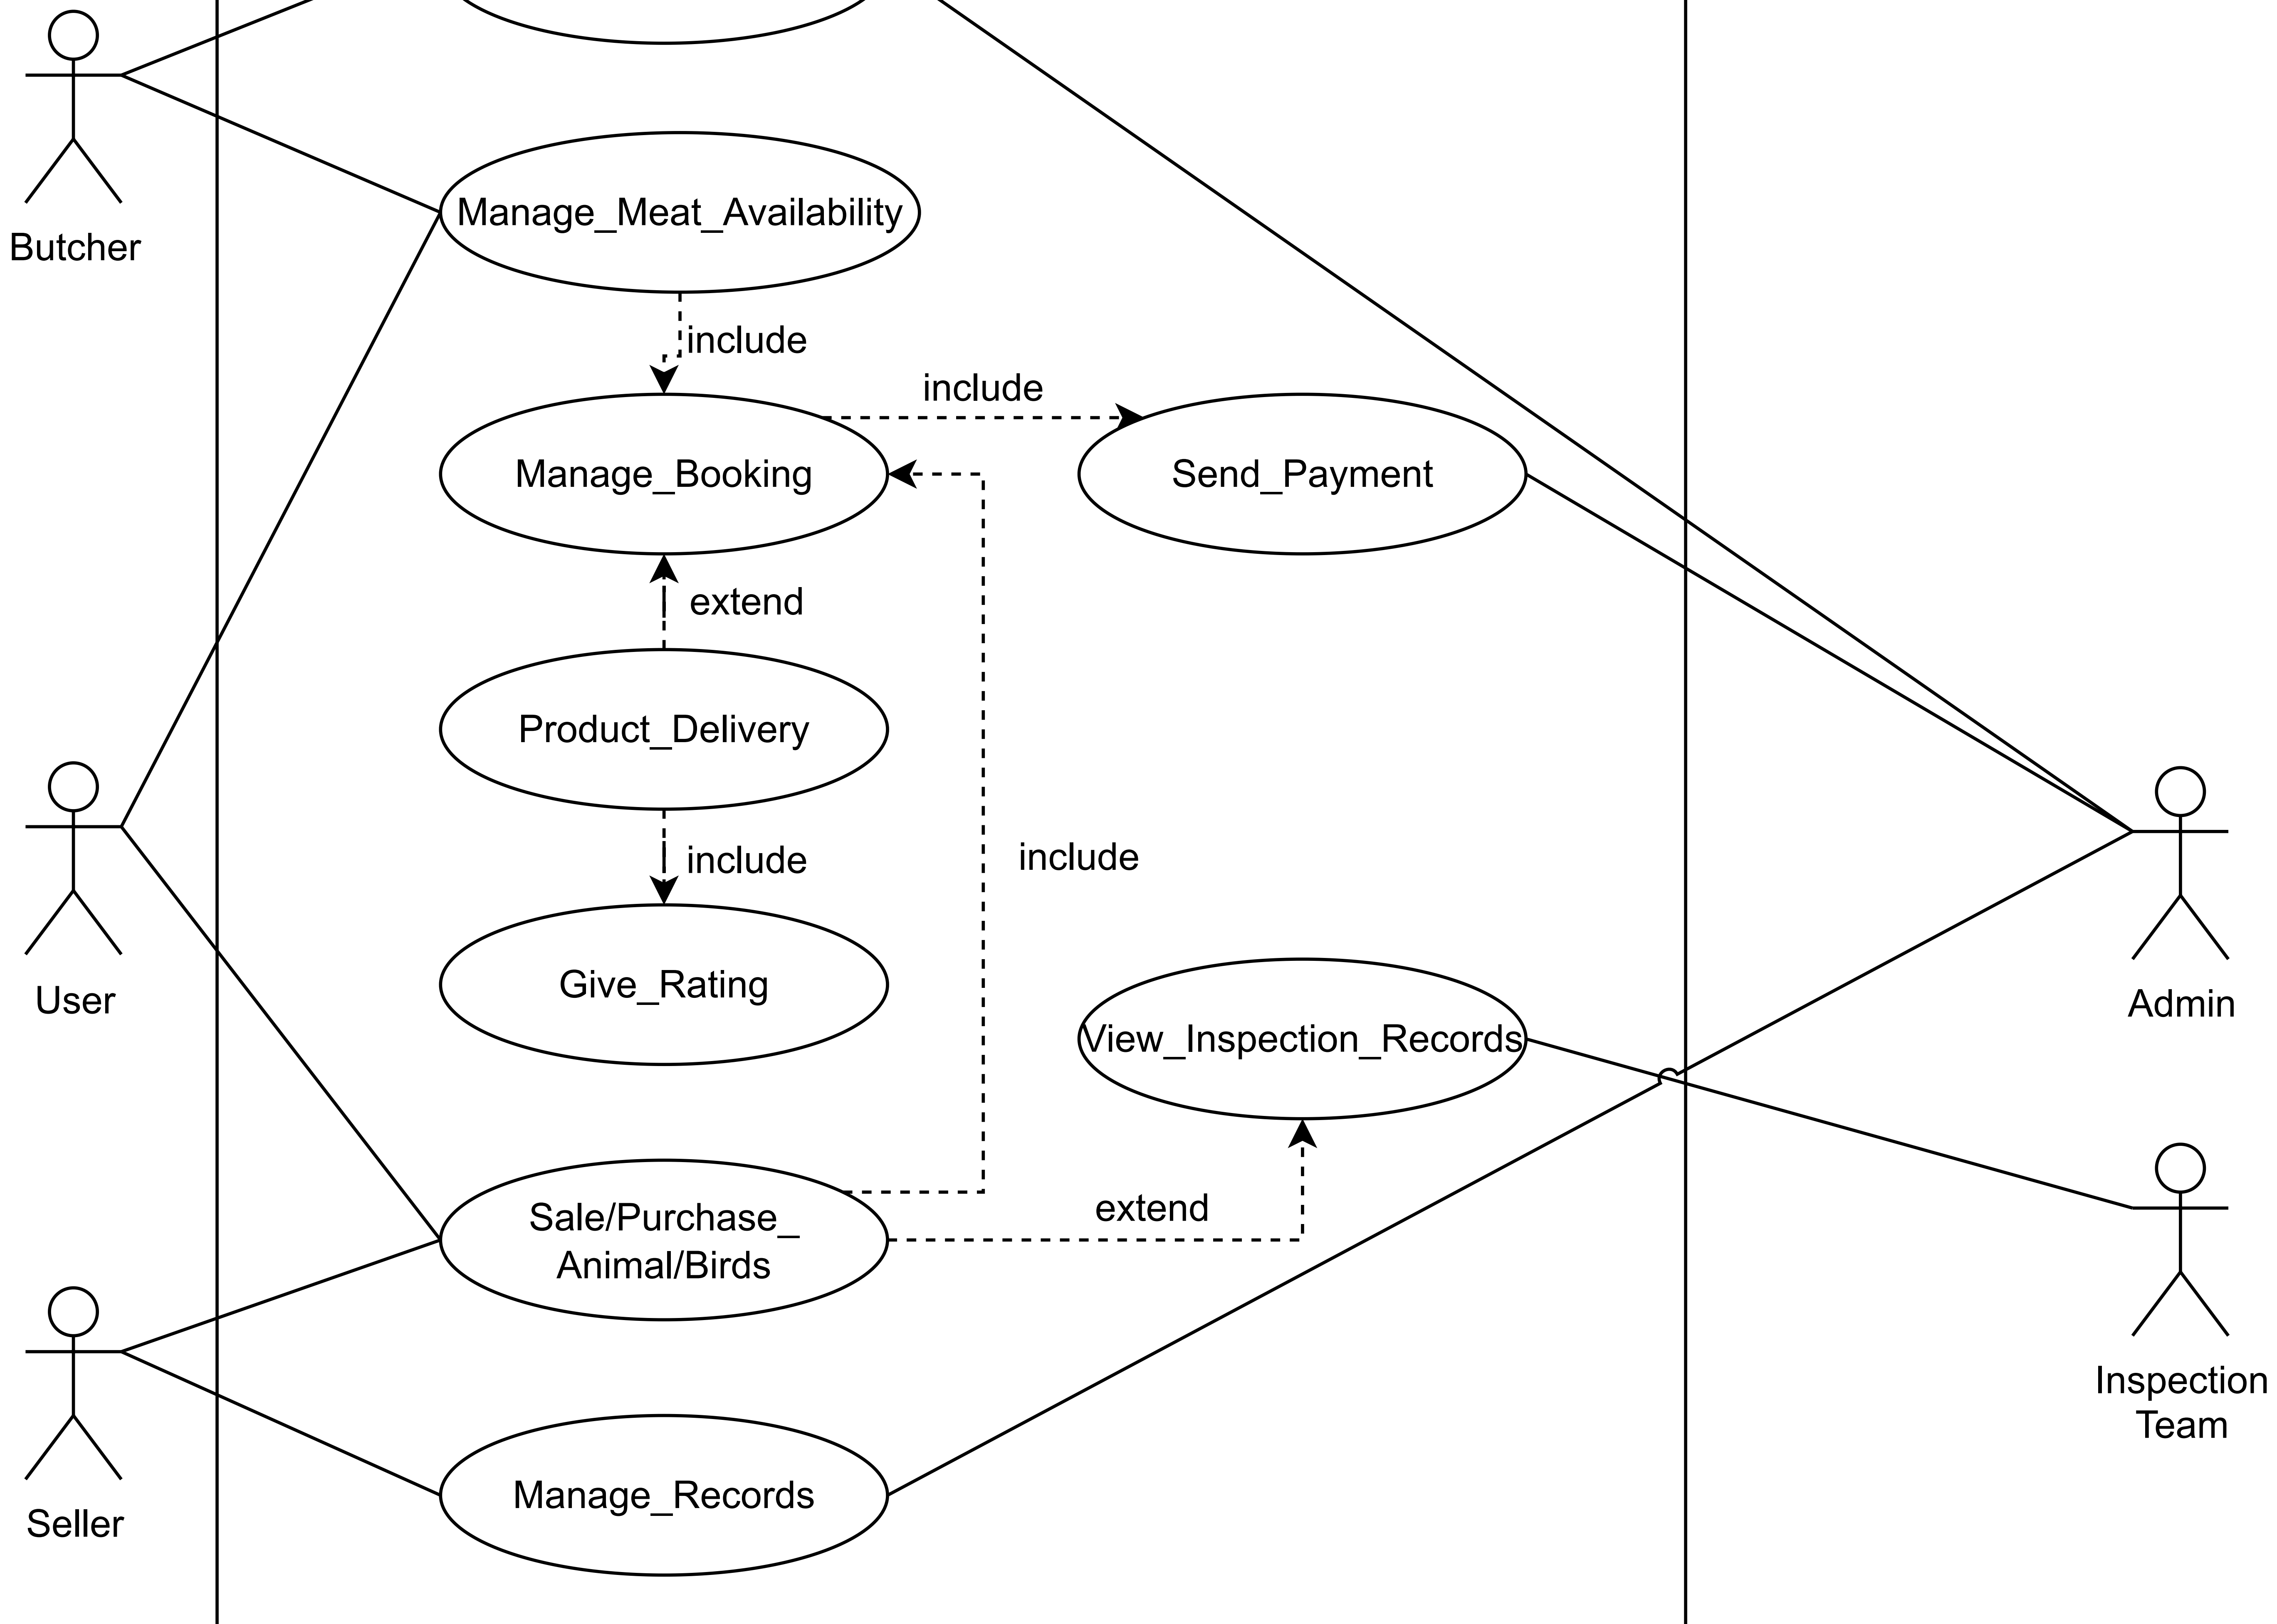 Butcher
Manage_Meat_Availability
include
include
Manage_Booking
Send_Payment
extend
Product_Delivery
include
include
User
Give_Rating
Admin
View_Inspection_Records
extend
Sale/Purchase_
Animal/Birds
Inspection
Team
Seller
Manage_Records